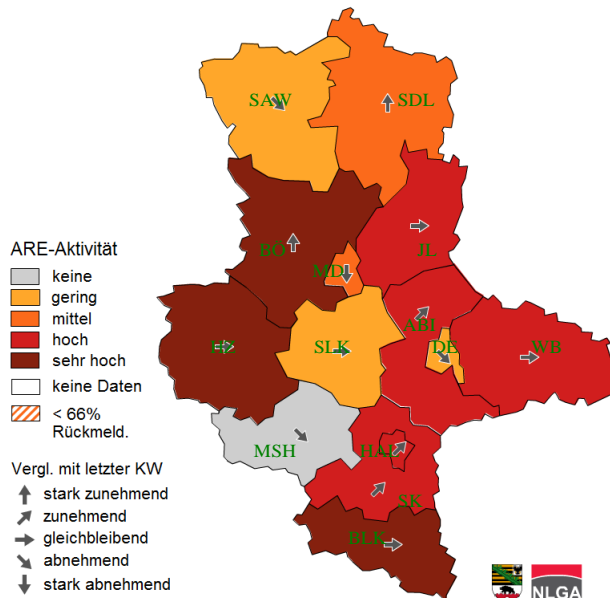 SAW
SDL
BÖ
JL
MD
ABI
HZ
SLK
DE
WB
MSH
HAL
SK
BLK
ARE-Aktivität
keine
gering
mittel
hoch
sehr hoch
keine Daten
< 66%
Rückmeld.
Vergl. mit letzter KW
stark zunehmend
zunehmend
gleichbleibend
abnehmend
stark abnehmend
NLGA